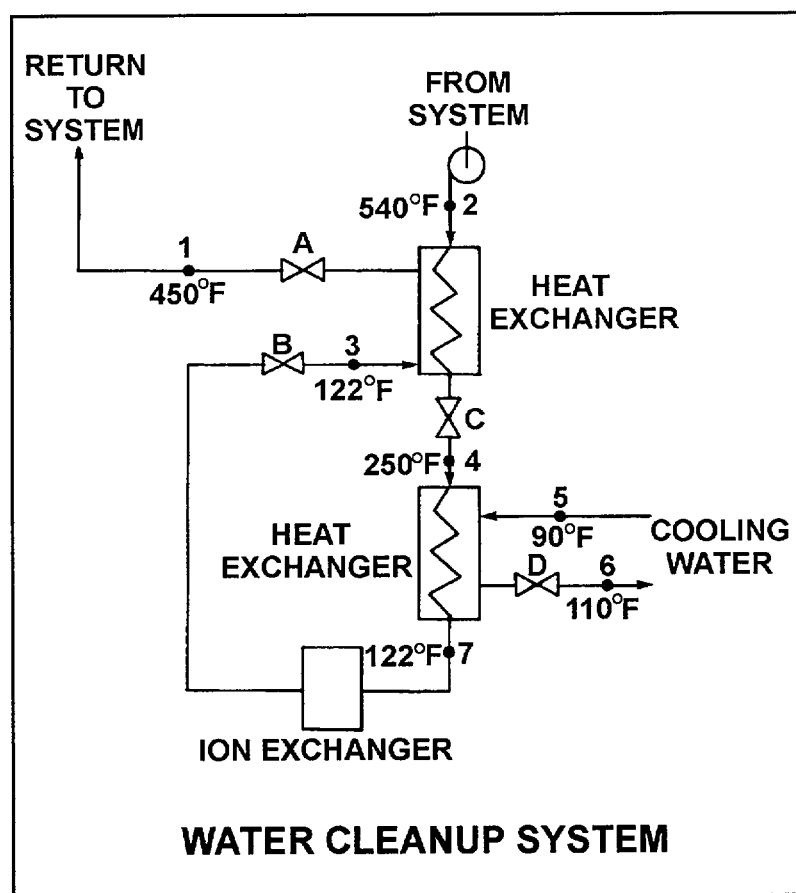 RETURN
TO
SYSTEM
FROM
SYSTEM
540°F 2
1
A
450°F
HEAT
EXCHANGER
B
3
122°F
C
250°F 4
HEAT
EXCHANGER
5
90°F
COOLING
WATER
D
6
110°F
122°F 7
ION EXCHANGER
WATER CLEANUP SYSTEM